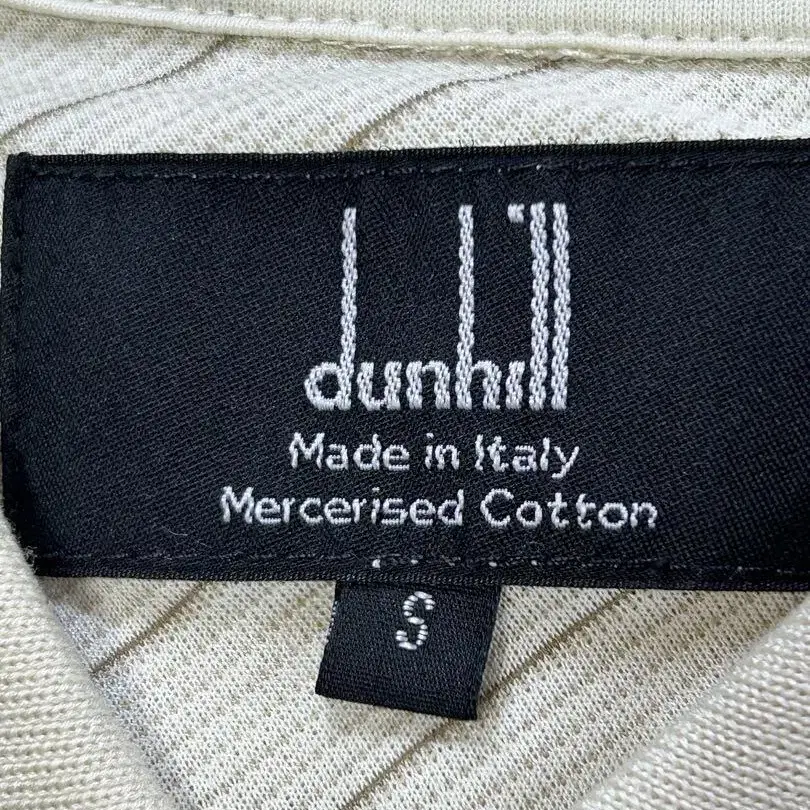 dunhill
Made in Italy
Mercerised Cotton
S